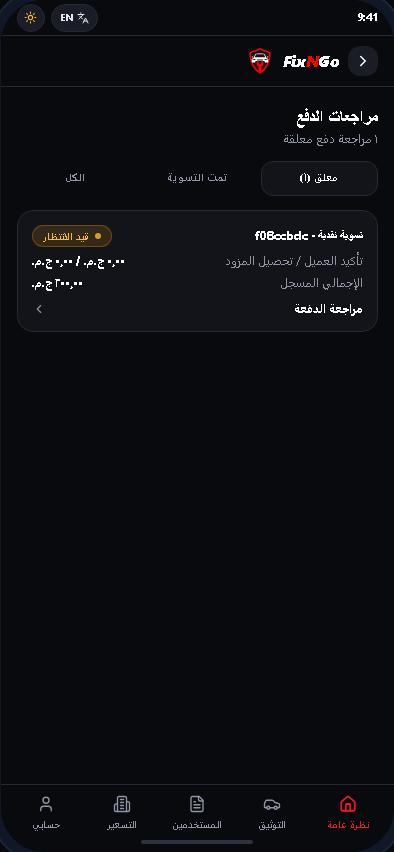 9:41
EN
FixNGo
مراجعات الدفع
١ مراجعة دفع معلقة
معلق (١)
تمت التسوية
الكل
تسوية نقدية - f08ccbdc
قيد الانتظار
تأكيد العميل / تحصيل المزود
٠٫٠٠ ج.م. / ٠٫٠٠ ج.م.
الإجمالي المسجل
٢٠٠٫٠٠ ج.م.
مراجعة الدفعة
نظرة عامة
التوثيق
المستخدمين
التسعير
حسابي